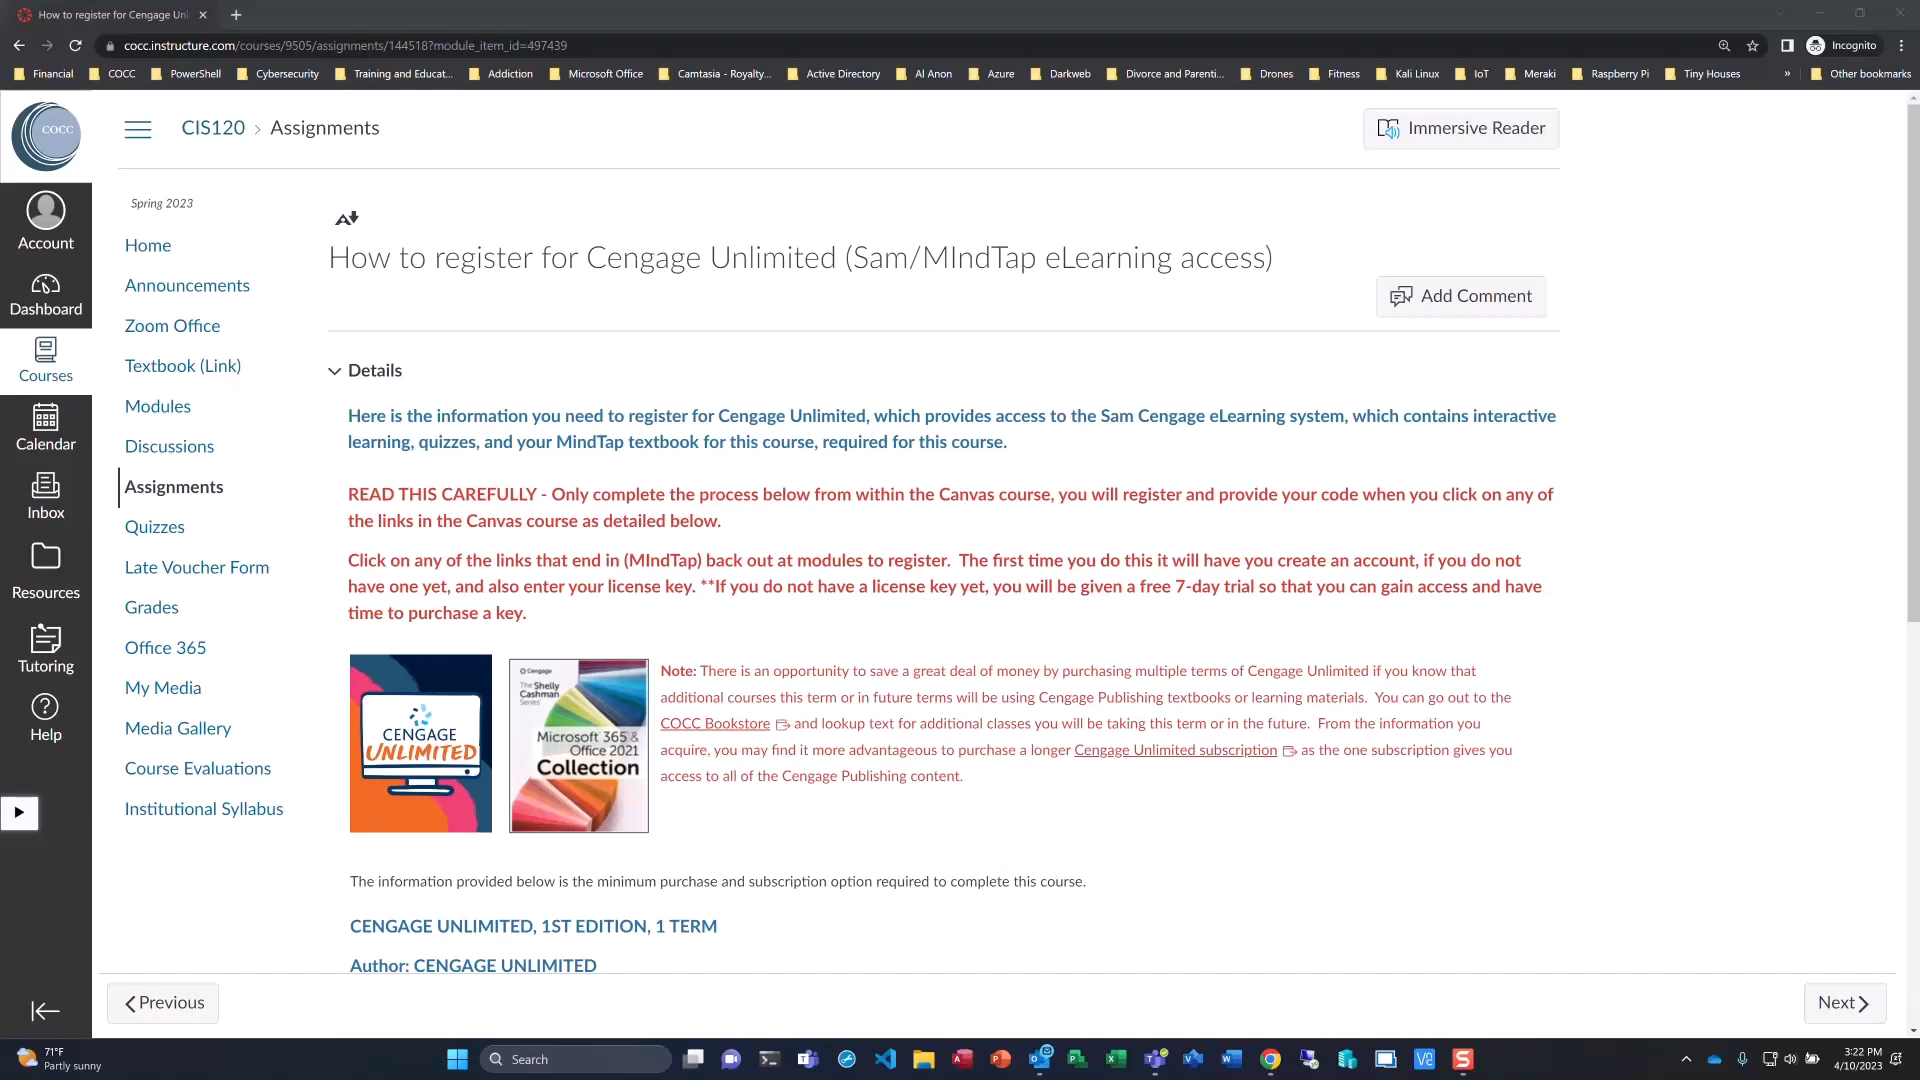 How to register for Cengage Unl
cocc.instructure.com/courses/9505/assignments/144518?module_item_id=497439
Incognito
Financial
COCC
PowerShell
Cybersecurity
Training and Educat...
Addiction
Microsoft Office
Camtasia - Royalty...
Active Directory
Al Anon
Azure
Darkweb
Divorce and Parenti...
Drones
Fitness
Kali Linux
IoT
Meraki
Raspberry Pi
Tiny Houses
»
Other bookmarks
COCC
CIS120 › Assignments
Immersive Reader
Account
Dashboard
Courses
Calendar
Inbox
Resources
Tutoring
Help
Spring 2023
Home
Announcements
Zoom Office
Textbook (Link)
Modules
Discussions
Assignments
Quizzes
Late Voucher Form
Grades
Office 365
My Media
Media Gallery
Course Evaluations
Institutional Syllabus
How to register for Cengage Unlimited (Sam/MIndTap eLearning access)
Add Comment
Details
Here is the information you need to register for Cengage Unlimited, which provides access to the Sam Cengage eLearning system, which contains interactive
learning, quizzes, and your MindTap textbook for this course, required for this course.
READ THIS CAREFULLY - Only complete the process below from within the Canvas course, you will register and provide your code when you click on any of
the links in the Canvas course as detailed below.
Click on any of the links that end in (MIndTap) back out at modules to register. The first time you do this it will have you create an account, if you do not
have one yet, and also enter your license key. **If you do not have a license key yet, you will be given a free 7-day trial so that you can gain access and have
time to purchase a key.
CENGAGE
UNLIMITED
Cengage
The Shelly
Cashman
Series
Microsoft 365 &
Office 2021
Collection
Note: There is an opportunity to save a great deal of money by purchasing multiple terms of Cengage Unlimited if you know that
additional courses this term or in future terms will be using Cengage Publishing textbooks or learning materials. You can go out to the
COCC Bookstore and lookup text for additional classes you will be taking this term or in the future. From the information you
acquire, you may find it more advantageous to purchase a longer Cengage Unlimited subscription as the one subscription gives you
access to all of the Cengage Publishing content.
The information provided below is the minimum purchase and subscription option required to complete this course.
CENGAGE UNLIMITED, 1ST EDITION, 1 TERM
Author: CENGAGE UNLIMITED
Previous
Next
71°F
Partly sunny
Search
3:22 PM
4/10/2023